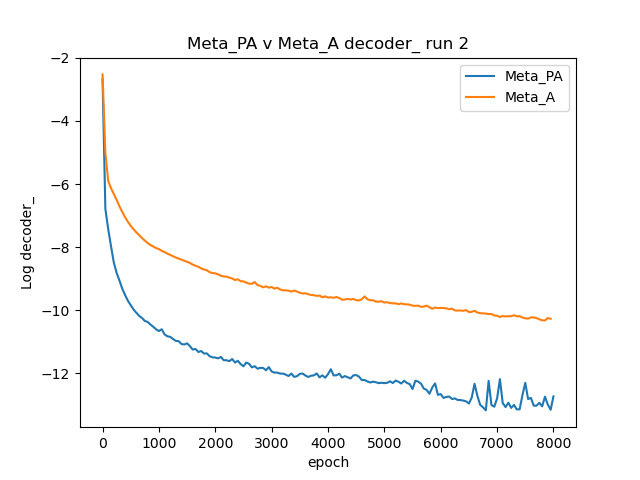 Meta_PA v Meta_A decoder_ run 2
Meta_PA
Meta_A
Log decoder_
−2
−4
−6
−8
−10
−12
0 1000 2000 3000 4000 5000 6000 7000 8000
epoch